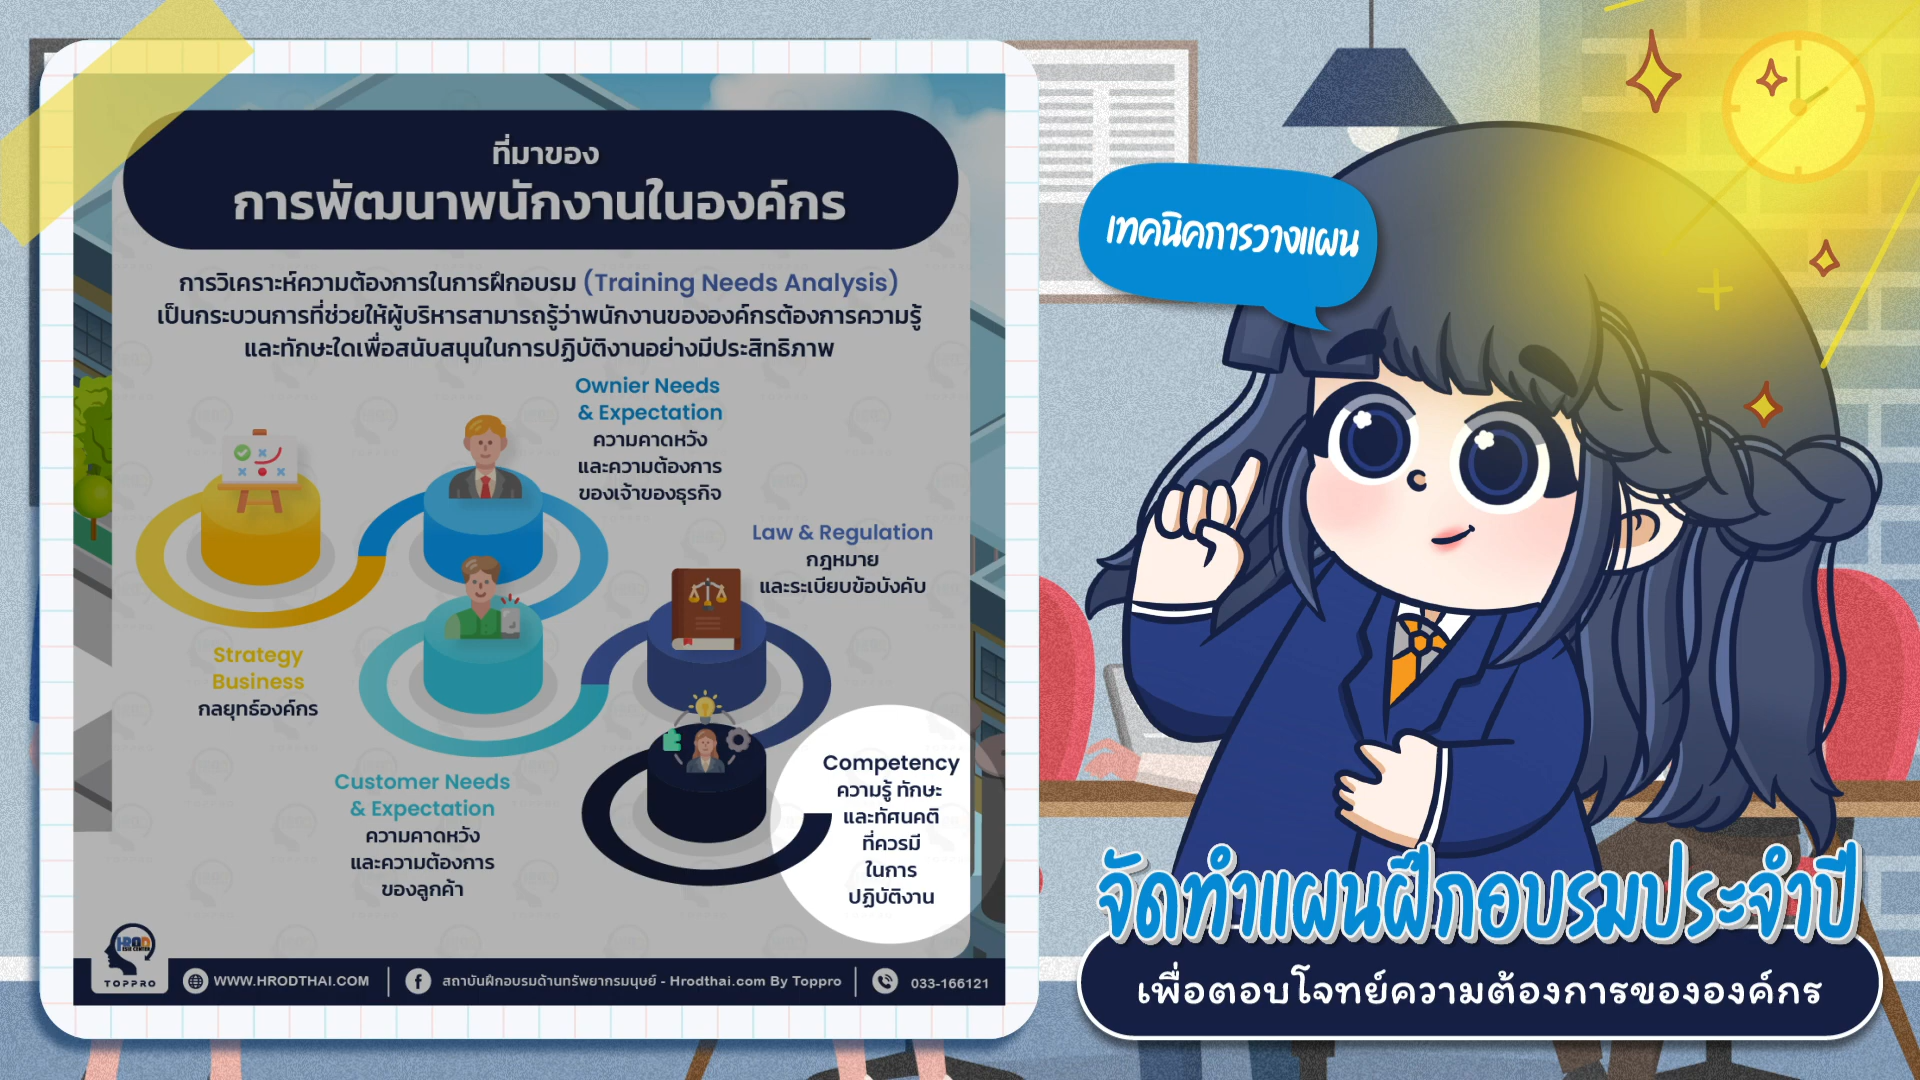 ที่มาของ
การพัฒนาพนักงานในองค์กร
การวิเคราะห์ความต้องการในการฝึกอบรม (Training Needs Analysis)
เป็นกระบวนการที่ช่วยให้ผู้บริหารสามารถรู้ว่าพนักงานขององค์กรต้องการความรู้
และทักษะใดเพื่อสนับสนุนในการปฏิบัติงานอย่างมีประสิทธิภาพ
Ownier Needs
& Expectation
ความคาดหวัง
และความต้องการ
ของเจ้าของธุรกิจ
Law & Regulation
กฎหมาย
และระเบียบข้อบังคับ
Strategy
Business
กลยุทธ์องค์กร
Customer Needs
& Expectation
ความคาดหวัง
และความต้องการ
ของลูกค้า
Competency
ความรู้ ทักษะ
และทัศนคติ
ที่ควรมี
ในการ
ปฏิบัติงาน
TOPPRO
WWW.HRODTHAI.COM
สถาบันฝึกอบรมด้านทรัพยากรมนุษย์ - Hrodthai.com By Toppro
033-166121
เทคนิคการวางแผน
จัดทำแผนฝึกอบรมประจำปี
เพื่อตอบโจทย์ความต้องการขององค์กร